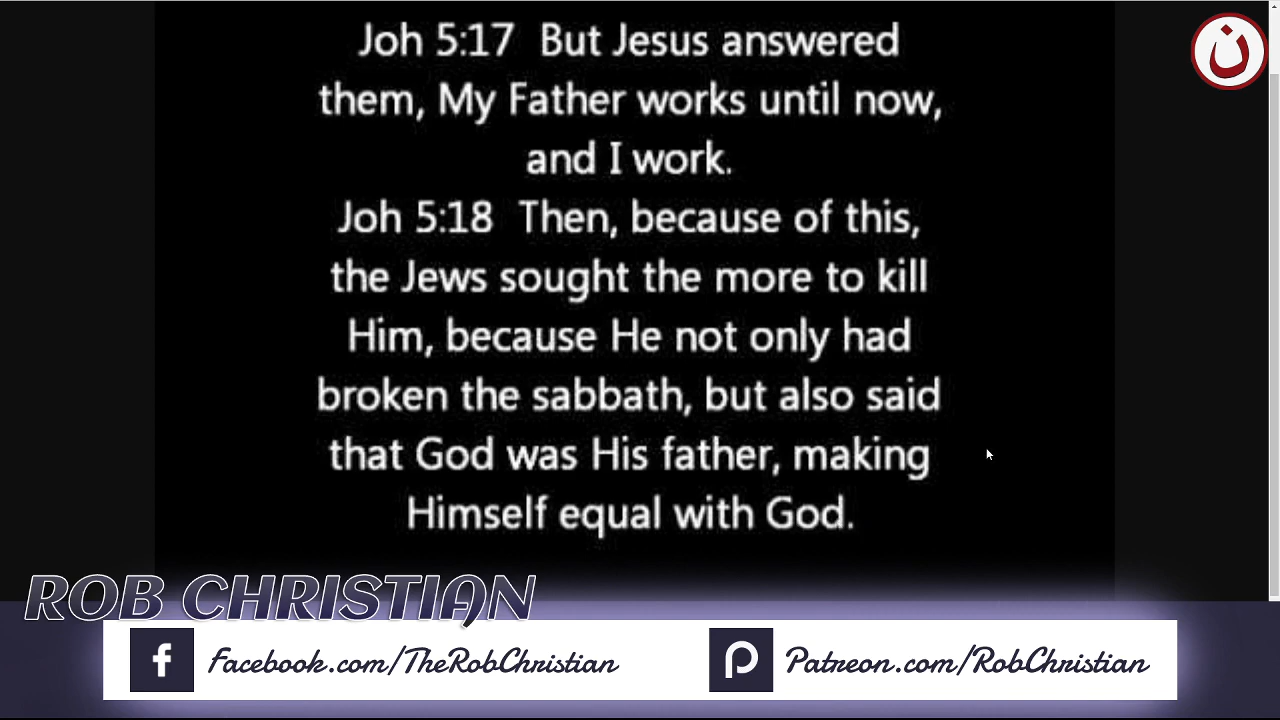 Joh 5:17 But Jesus answered
them, My Father works until now,
and I work.
Joh 5:18 Then, because of this,
the Jews sought the more to kill
Him, because He not only had
broken the sabbath, but also said
that God was His father, making
Himself equal with God.
ن
ROB CHRISTIAN
f Facebook.com/TheRobChristian
Patreon.com/RobChristian